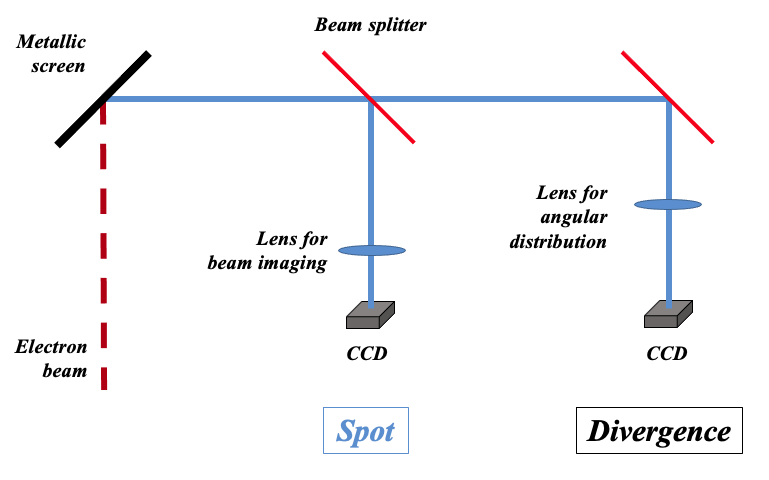 Beam splitter
Metallic
screen
Lens for
angular
distribution
Lens for
beam imaging
Electron
beam
CCD
CCD
Spot
Divergence